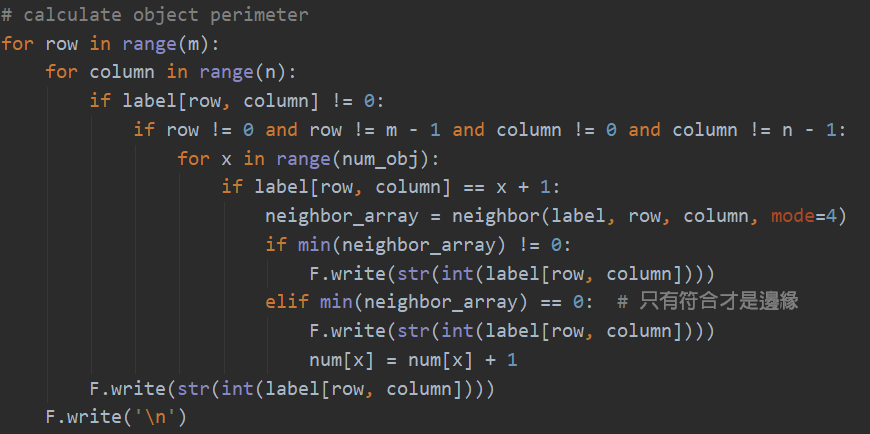 # calculate object perimeter
for row in range(m):
    for column in range(n):
        if label[row, column] != 0:
            if row != 0 and row != m - 1 and column != 0 and column != n - 1:
                for x in range(num_obj):
                    if label[row, column] == x + 1:
                        neighbor_array = neighbor(label, row, column, mode=4)
                        if min(neighbor_array) != 0:
                            F.write(str(int(label[row, column])))
                        elif min(neighbor_array) == 0:  # 只有符合才是邊緣
                            F.write(str(int(label[row, column])))
                            num[x] = num[x] + 1
        F.write(str(int(label[row, column])))
    F.write('\n')